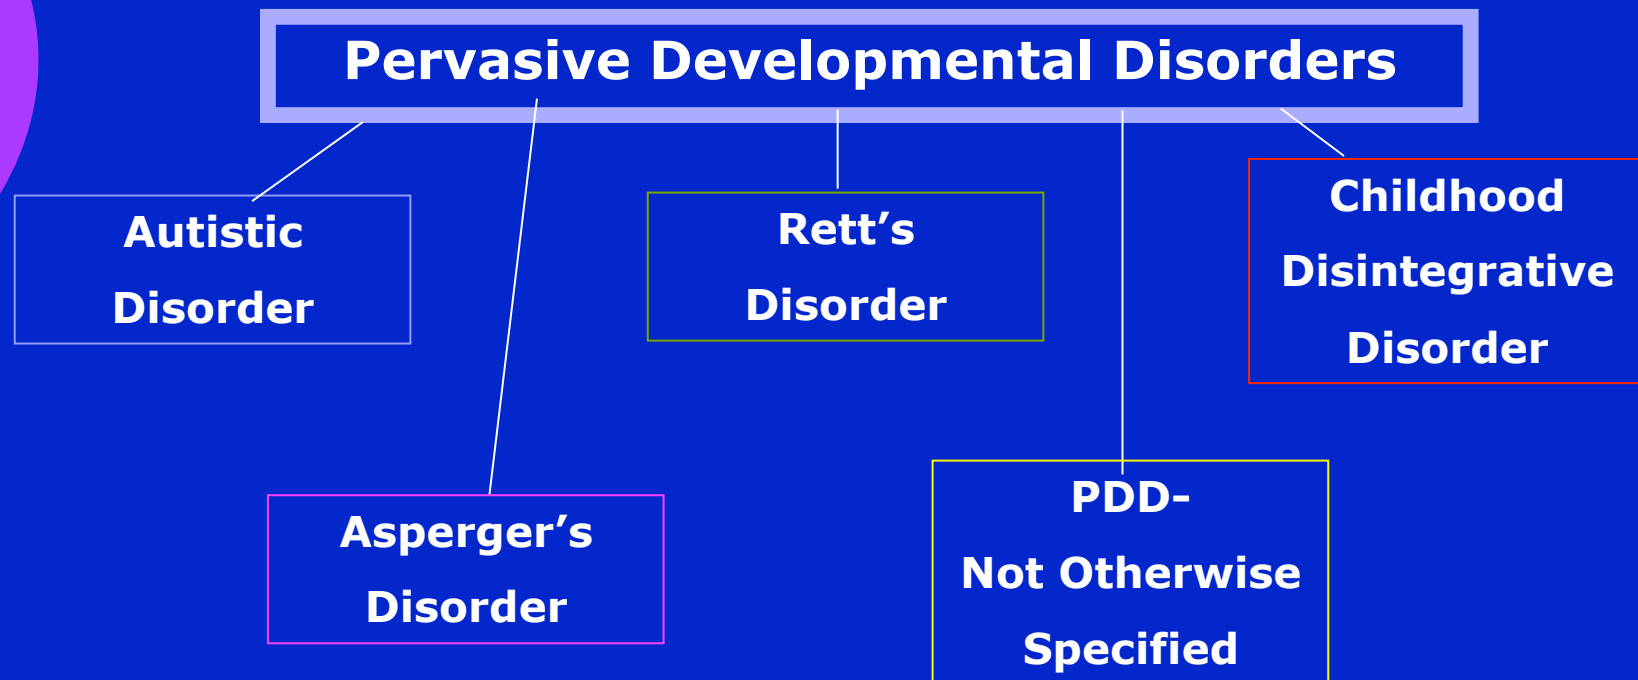 Pervasive Developmental Disorders
Autistic
Disorder
Rett’s
Disorder
Childhood
Disintegrative
Disorder
Asperger’s
Disorder
PDD-
Not Otherwise
Specified